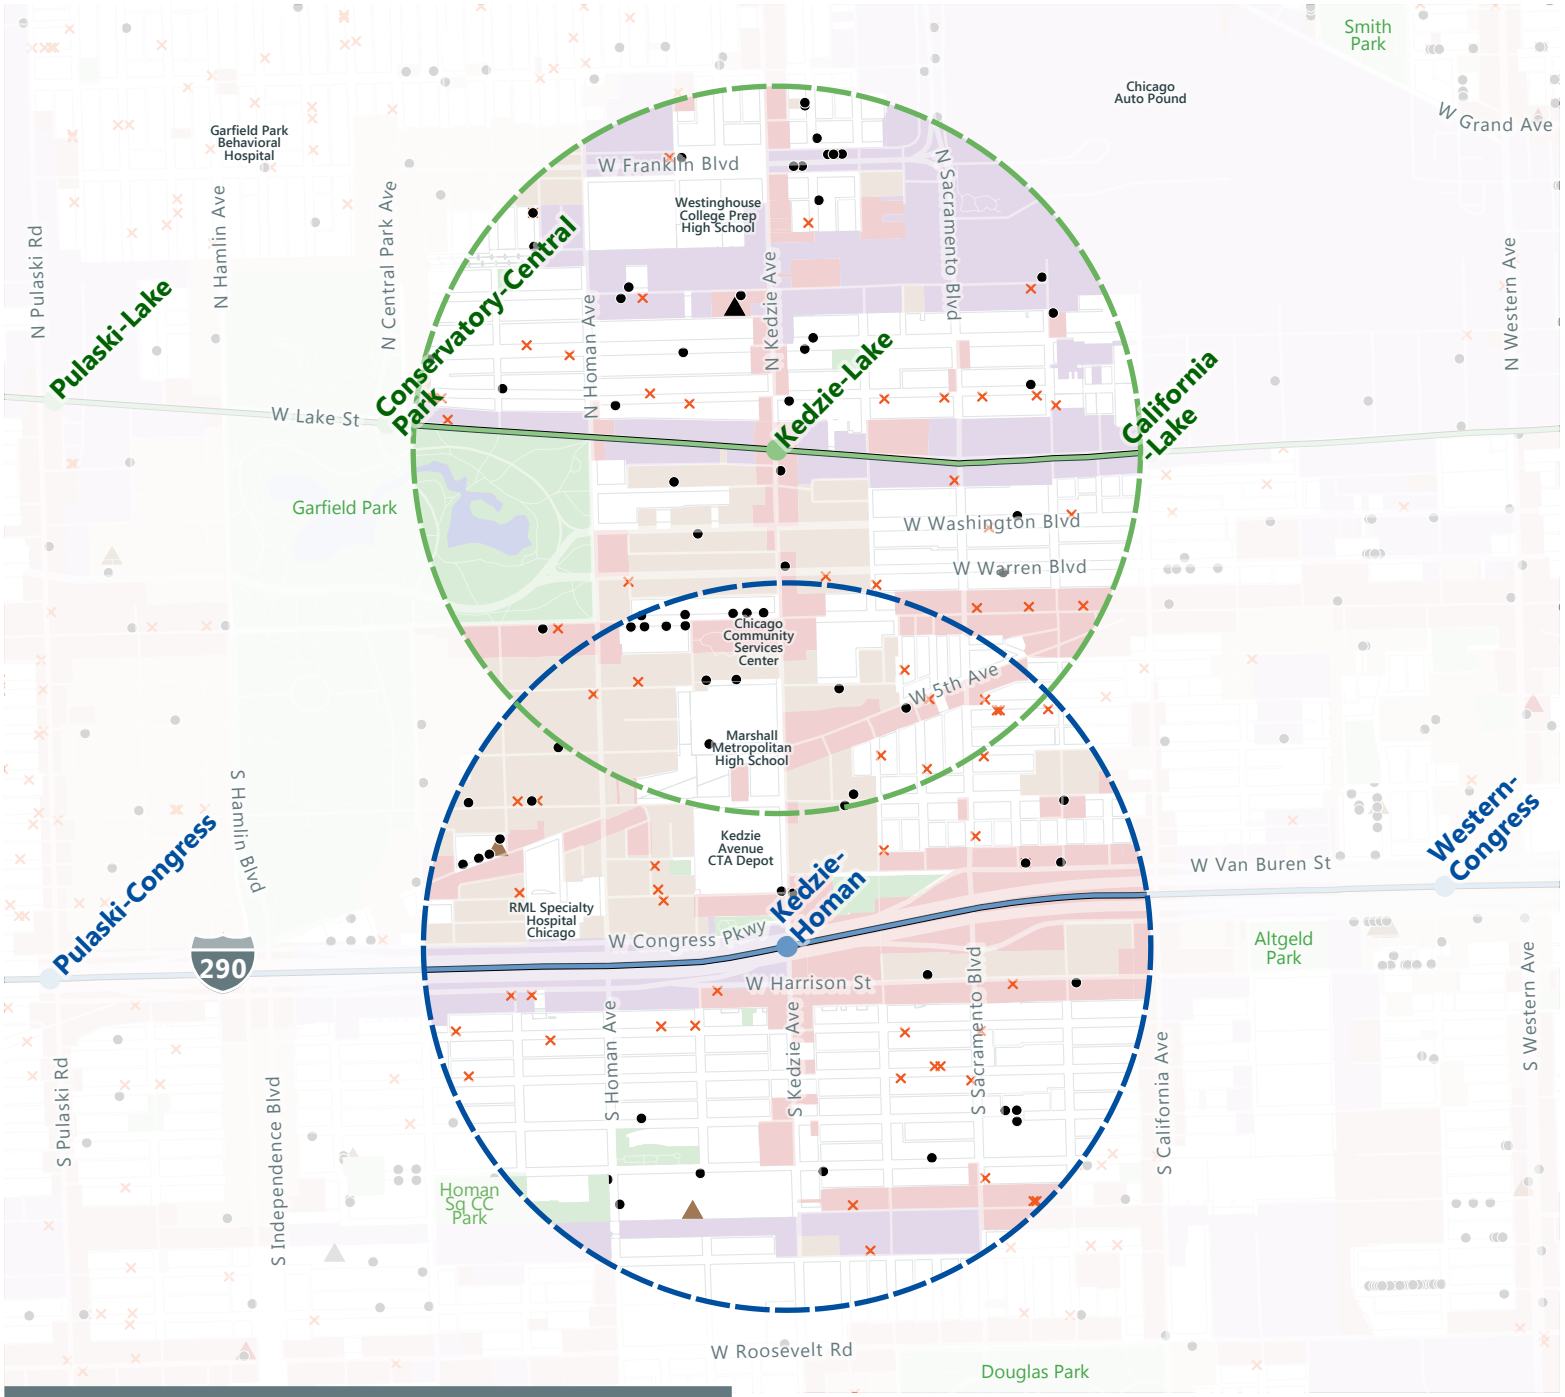 Smith
Park
Chicago
Auto Pound
W Grand Ave
Garfield Park
Behavioral
Hospital
W Franklin Blvd
N Sacramento Blvd
Westinghouse
College Prep
High School
N Pulaski Rd
N Hamlin Ave
N Central Park Ave
Conservatory-Central
Park
Pulaski-Lake
N Homan Ave
N Kedzie Ave
N Western Ave
Kedzie-Lake
California
-Lake
W Lake St
Garfield Park
W Washington Blvd
W Warren Blvd
Chicago
Community
Services
Center
W 5th Ave
Marshall
Metropolitan
High School
S Hamlin Blvd
Pulaski-Congress
Kedzie
Avenue
CTA Depot
Western-
Congress
W Van Buren St
Kedzie-
Homan
RML Specialty
Hospital
Chicago
W Congress Pkwy
290
Altgeld
Park
W Harrison St
S Pulaski Rd
S Independence Blvd
S Homan Ave
S Kedzie Ave
S Sacramento Blvd
S California Ave
S Western Ave
Homan
Sq CC
Park
W Roosevelt Rd
Douglas Park